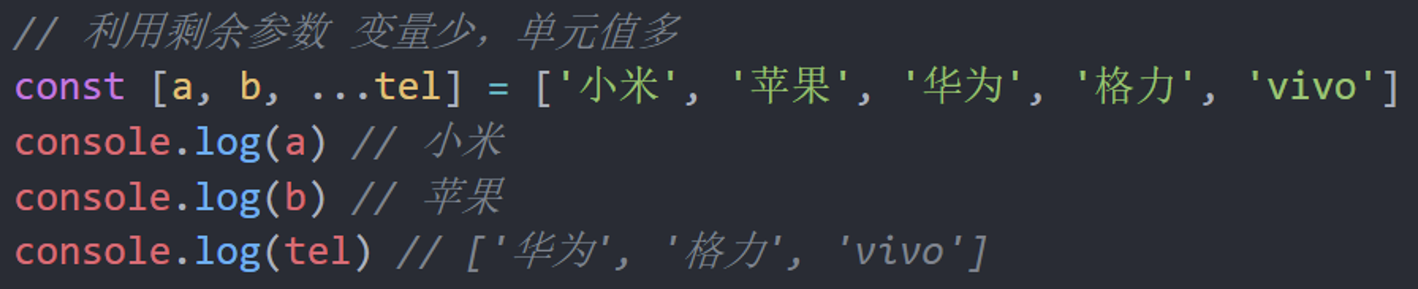 // 利用剩余参数 变量少，单元值多
const [a, b, ...tel] = ['小米', '苹果', '华为', '格力', 'vivo']
console.log(a) // 小米
console.log(b) // 苹果
console.log(tel) // ['华为', '格力', 'vivo']